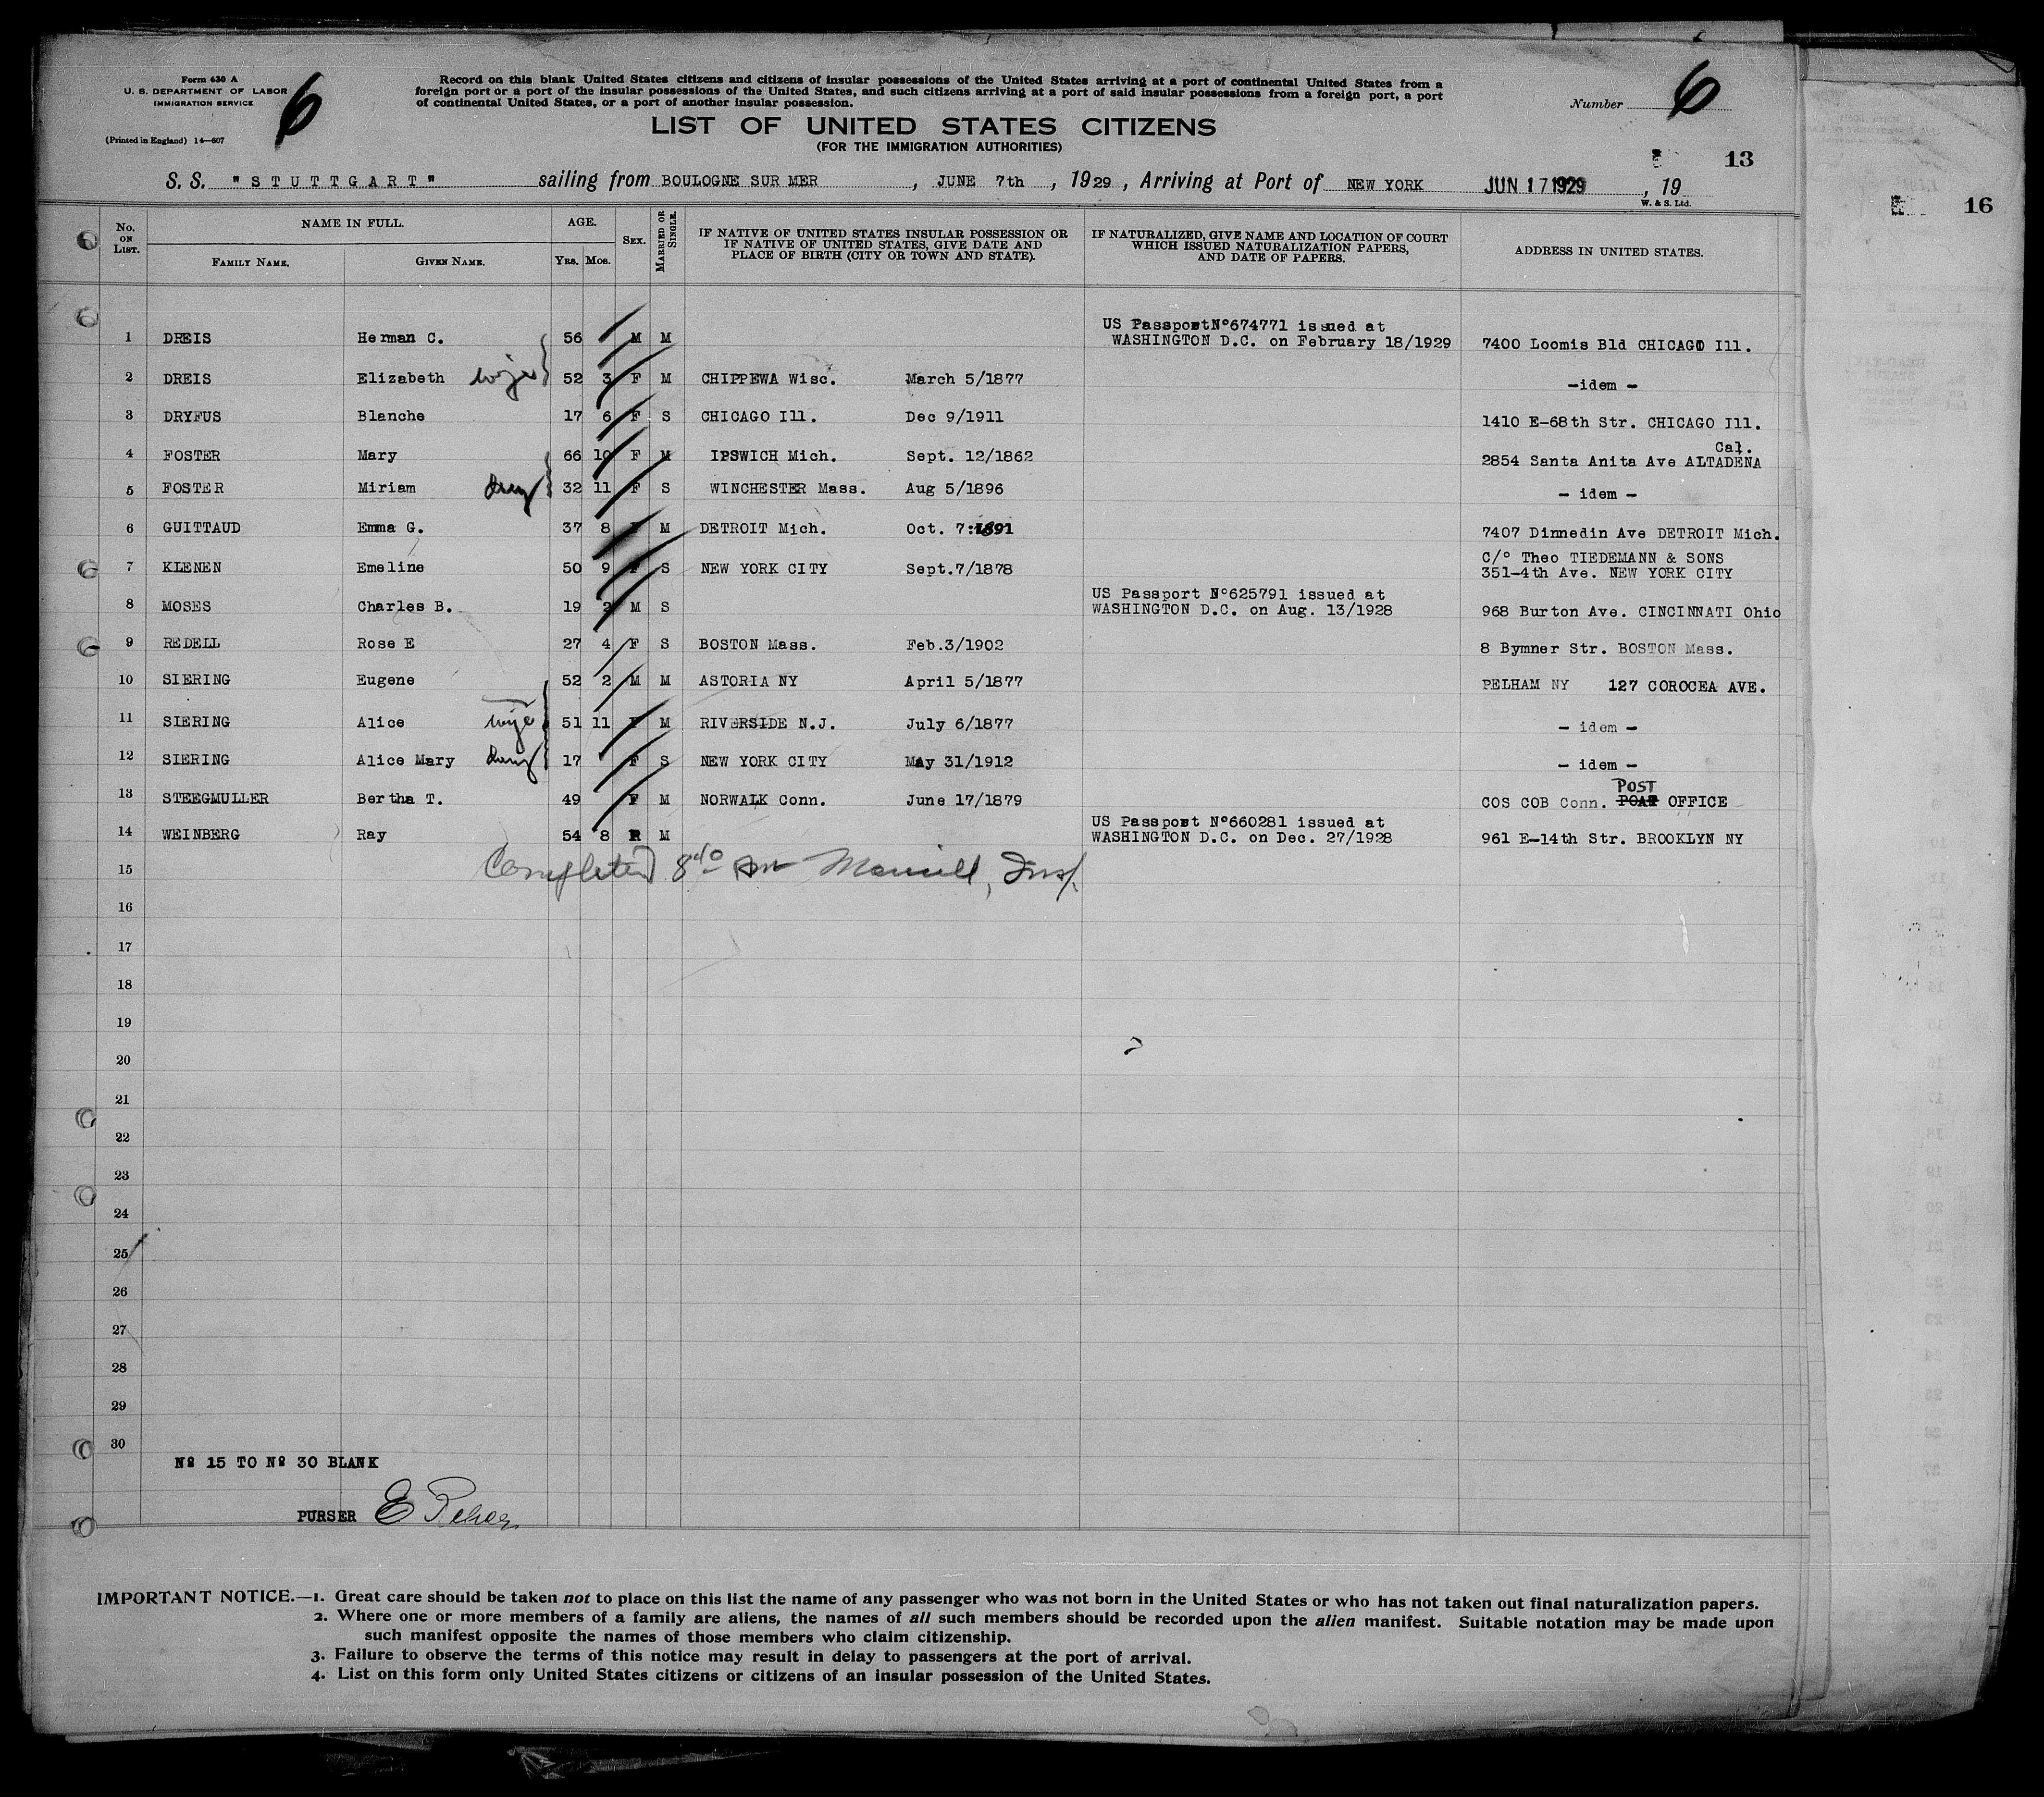 Form 630 A
U. S. DEPARTMENT OF LABOR
IMMIGRATION SERVICE
(Printed in England) 14—607
6
Record on this blank United States citizens and citizens of insular possessions of the United States arriving at a port of continental United States from a
foreign port or a port of the insular possessions of the United States, and such citizens arriving at a port of said insular possessions from a foreign port, a port
of continental United States, or a port of another insular possession.
Number 6
LIST OF UNITED STATES CITIZENS
(FOR THE IMMIGRATION AUTHORITIES)
13
S. S. "STUTTGART" sailing from BOULOGNE SUR MER, JUNE 7th, 1929, Arriving at Port of NEW YORK JUN 17 1929, 19
W. & S. Ltd.
16
No. ON LIST. NAME IN FULL. AGE. SEX. MARRIED OR SINGLE. IF NATIVE OF UNITED STATES INSULAR POSSESSION OR IF NATIVE OF UNITED STATES, GIVE DATE AND PLACE OF BIRTH (CITY OR TOWN AND STATE). IF NATURALIZED, GIVE NAME AND LOCATION OF COURT WHICH ISSUED NATURALIZATION PAPERS, AND DATE OF PAPERS. ADDRESS IN UNITED STATES.
FAMILY NAME. GIVEN NAME. Yrs. Mos.
1 DREIS Herman C. 56 M M US Passport Nº674771 issued at WASHINGTON D.C. on February 18/1929 7400 Loomis Bld CHICAGO Ill.
2 DREIS Elizabeth wife 52 3 F M CHIPPEWA Wisc. March 5/1877 -idem -
3 DRYFUS Blanche 17 6 F S CHICAGO Ill. Dec 9/1911 1410 E-68th Str. CHICAGO Ill.
4 FOSTER Mary 66 10 F M IPSWICH Mich. Sept. 12/1862 2854 Santa Anita Ave ALTADENA Cal.
5 FOSTER Miriam 32 11 F S WINCHESTER Mass. Aug 5/1896 - idem -
6 GUITTAUD Emma G. 37 8 F M DETROIT Mich. Oct. 7:1891 7407 Dinnedin Ave DETROIT Mich.
7 KLENEN Emeline 50 9 F S NEW YORK CITY Sept.7/1878 C/º Theo TIEDEMANN & SONS 351-4th Ave. NEW YORK CITY
8 MOSES Charles B. 19 2 M S US Passport Nº625791 issued at WASHINGTON D.C. on Aug. 13/1928 968 Burton Ave. CINCINNATI Ohio
9 REDELL Rose E 27 4 F S BOSTON Mass. Feb.3/1902 8 Bymner Str. BOSTON Mass.
10 SIERING Eugene 52 2 M M ASTORIA NY April 5/1877 PELHAM NY 127 COROCEA AVE.
11 SIERING Alice wife 51 11 F M RIVERSIDE N.J. July 6/1877 - idem -
12 SIERING Alice Mary daug 17 F S NEW YORK CITY May 31/1912 - idem -
13 STEEGMULLER Bertha T. 49 F M NORWALK Conn. June 17/1879 COS COB Conn. POST OFFICE
14 WEINBERG Ray 54 8 F M US Passport Nº660281 issued at WASHINGTON D.C. on Dec. 27/1928 961 E-14th Str. BROOKLYN NY
15 Completed
16
17
18
19
20
21
22
23
24
25
26
27
28
29
30
Nº 15 TO Nº 30 BLANK
PURSER
IMPORTANT NOTICE.—1. Great care should be taken not to place on this list the name of any passenger who was not born in the United States or who has not taken out final naturalization papers.
2. Where one or more members of a family are aliens, the names of all such members should be recorded upon the alien manifest. Suitable notation may be made upon
such manifest opposite the names of those members who claim citizenship.
3. Failure to observe the terms of this notice may result in delay to passengers at the port of arrival.
4. List on this form only United States citizens or citizens of an insular possession of the United States.